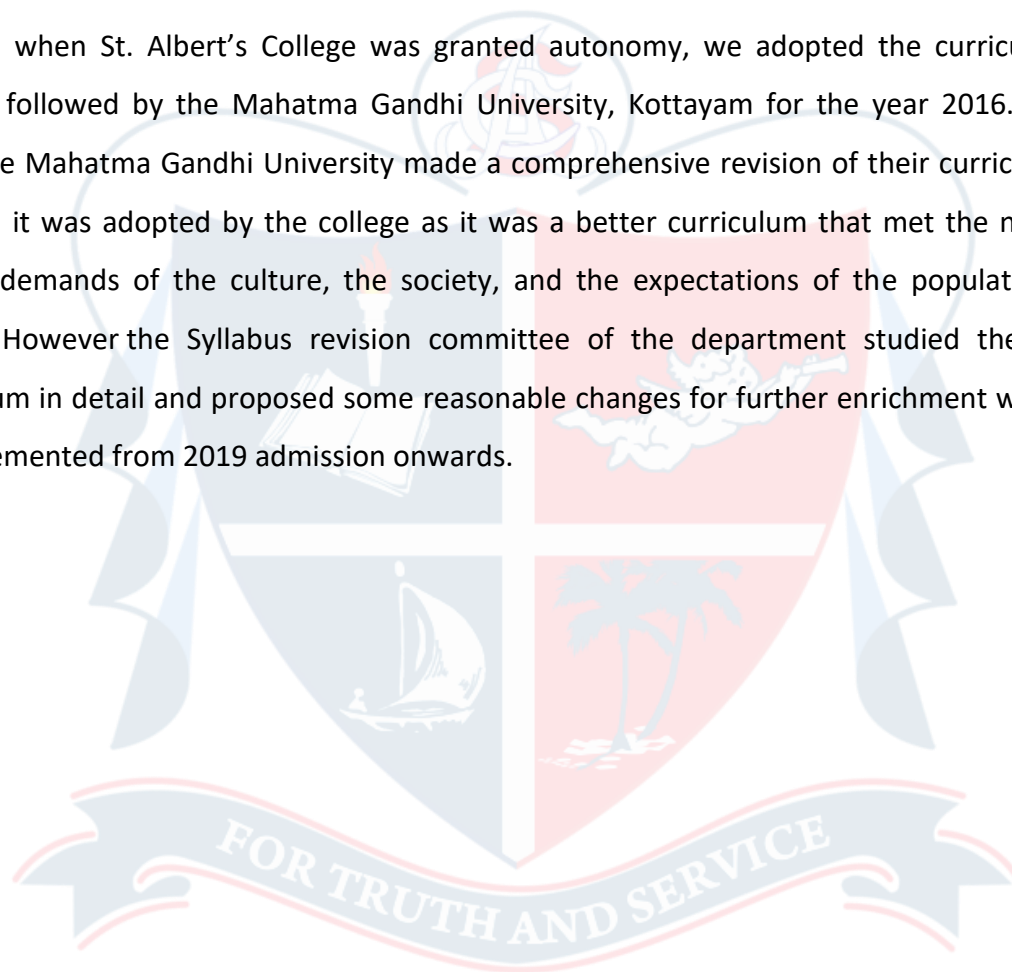 when St. Albert’s College was granted autonomy, we adopted the curricu
followed by the Mahatma Gandhi University, Kottayam for the year 2016.
e Mahatma Gandhi University made a comprehensive revision of their curric
it was adopted by the college as it was a better curriculum that met the n
demands of the culture, the society, and the expectations of the populat
However the Syllabus revision committee of the department studied the
um in detail and proposed some reasonable changes for further enrichment w
emented from 2019 admission onwards.
FOR TRUTH AND SERVICE